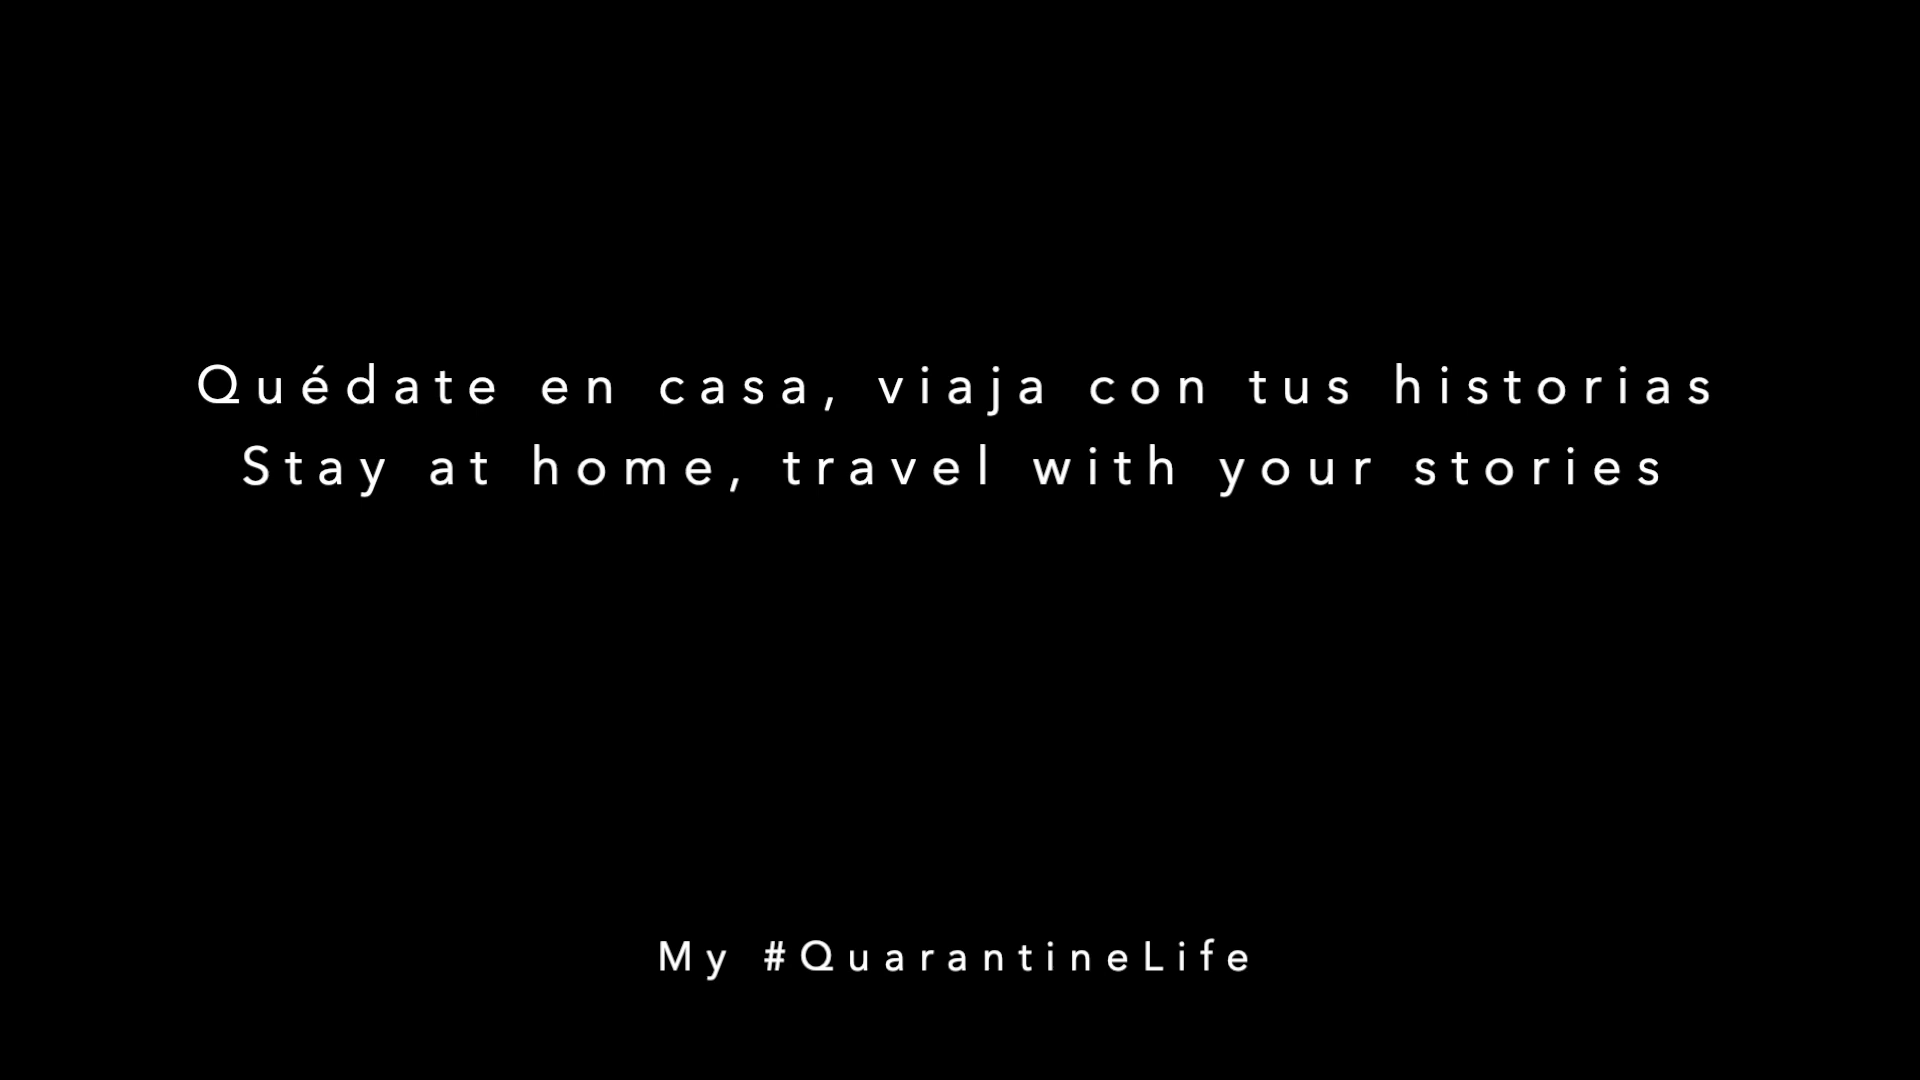 Quédate en casa, viaja con tus historias
Stay at home, travel with your stories
My #QuarantineLife